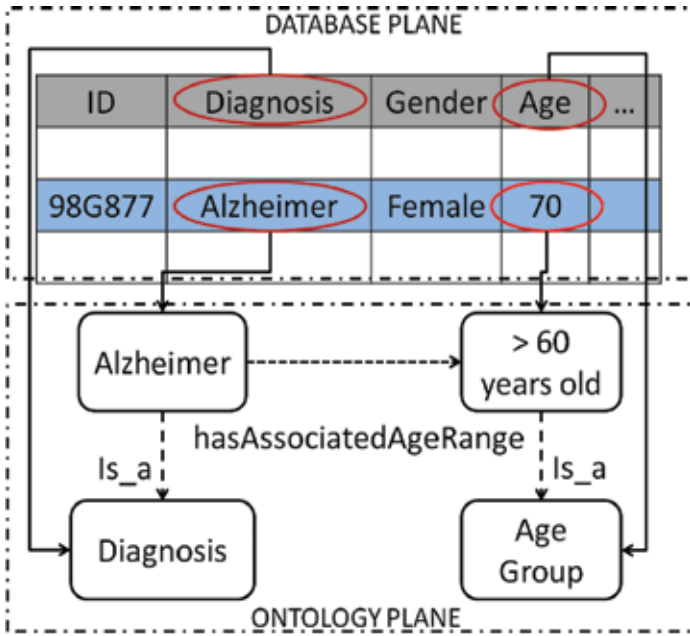 DATABASE PLANE
ID Diagnosis Gender Age ...
98G877 Alzheimer Female 70
Alzheimer
> 60
years old
hasAssociatedAgeRange
Is_a
Is_a
Diagnosis
Age
Group
ONTOLOGY PLANE